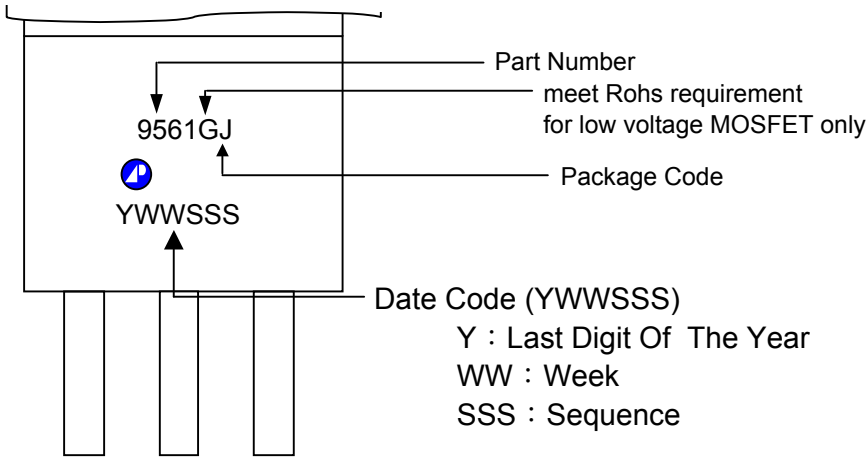 Part Number
meet Rohs requirement
for low voltage MOSFET only
9561GJ
Package Code
YWWSSS
Date Code (YWWSSS)
Y：Last Digit Of The Year
WW：Week
SSS：Sequence